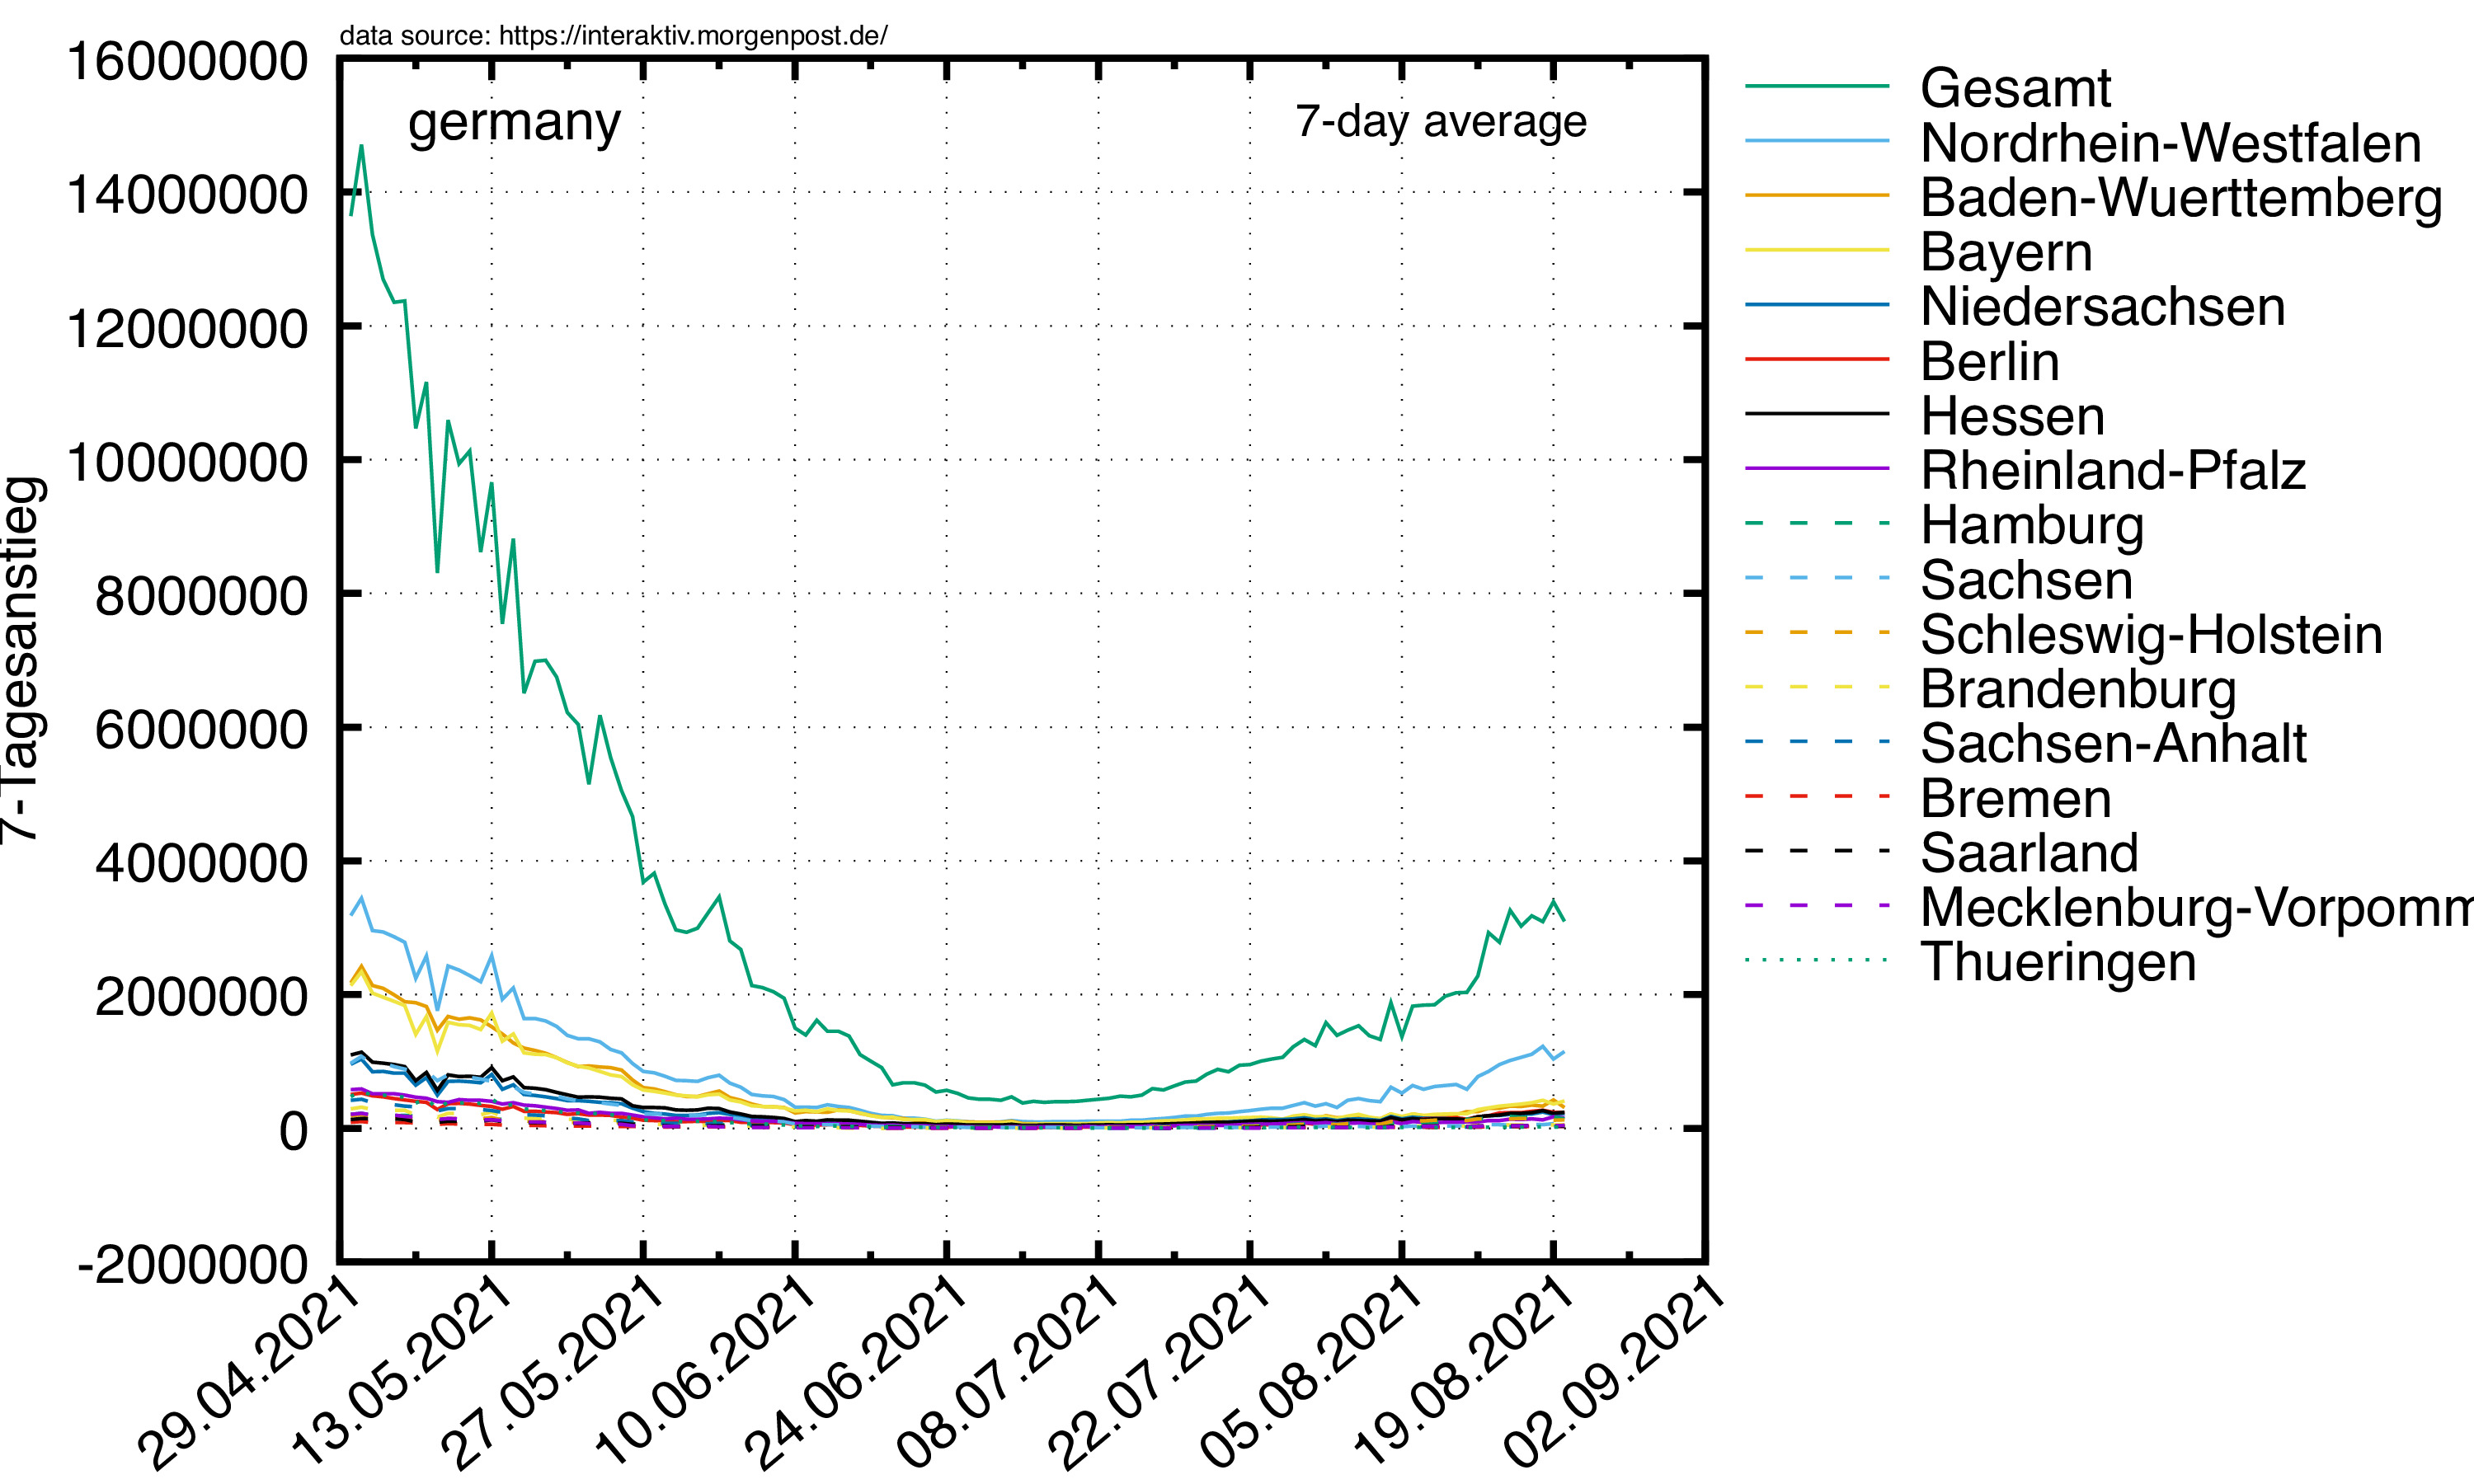 data source: https://interaktiv.morgenpost.de/
germany
7-day average
7-Tagesanstieg
16000000
14000000
12000000
10000000
8000000
6000000
4000000
2000000
0
-2000000
29.04.2021
13.05.2021
27.05.2021
10.06.2021
24.06.2021
08.07.2021
22.07.2021
05.08.2021
19.08.2021
02.09.2021
Gesamt
Nordrhein-Westfalen
Baden-Wuerttemberg
Bayern
Niedersachsen
Berlin
Hessen
Rheinland-Pfalz
Hamburg
Sachsen
Schleswig-Holstein
Brandenburg
Sachsen-Anhalt
Bremen
Saarland
Mecklenburg-Vorpomm
Thueringen